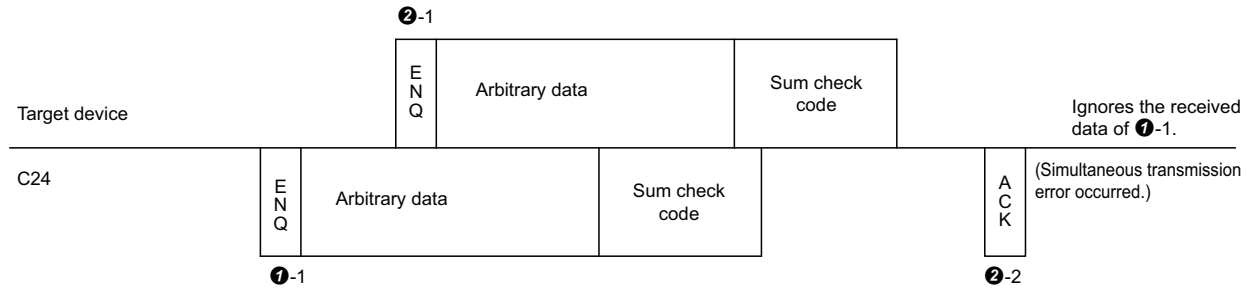 ❷-1
E
N
Q
Arbitrary data
Sum check
code
Target device
Ignores the received
data of ❶-1.
C24
E
N
Q
Arbitrary data
Sum check
code
A
C
K
(Simultaneous transmission
error occurred.)
❶-1
❷-2